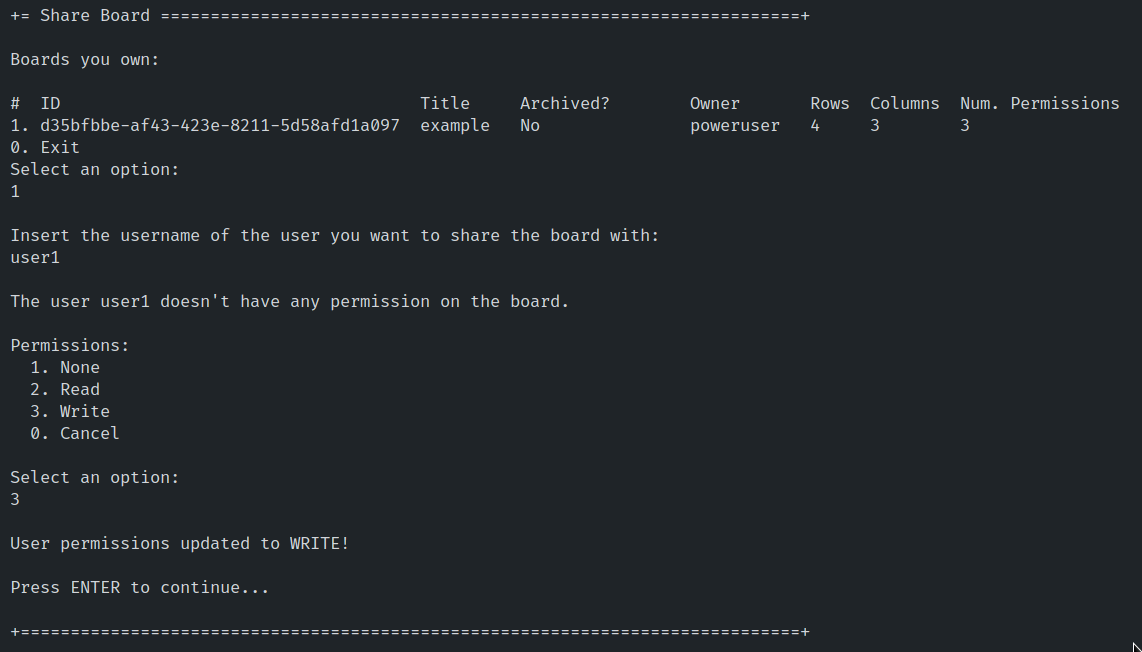 += Share Board ================================================================+
Boards you own:
#  ID                                    Title     Archived?        Owner       Rows  Columns  Num. Permissions
1. d35bfbbe-af43-423e-8211-5d58afd1a097  example   No               poweruser   4     3        3
0. Exit
Select an option:
1
Insert the username of the user you want to share the board with:
user1
The user user1 doesn't have any permission on the board.
Permissions:
  1. None
  2. Read
  3. Write
  0. Cancel
Select an option:
3
User permissions updated to WRITE!
Press ENTER to continue...
+==============================================================================+